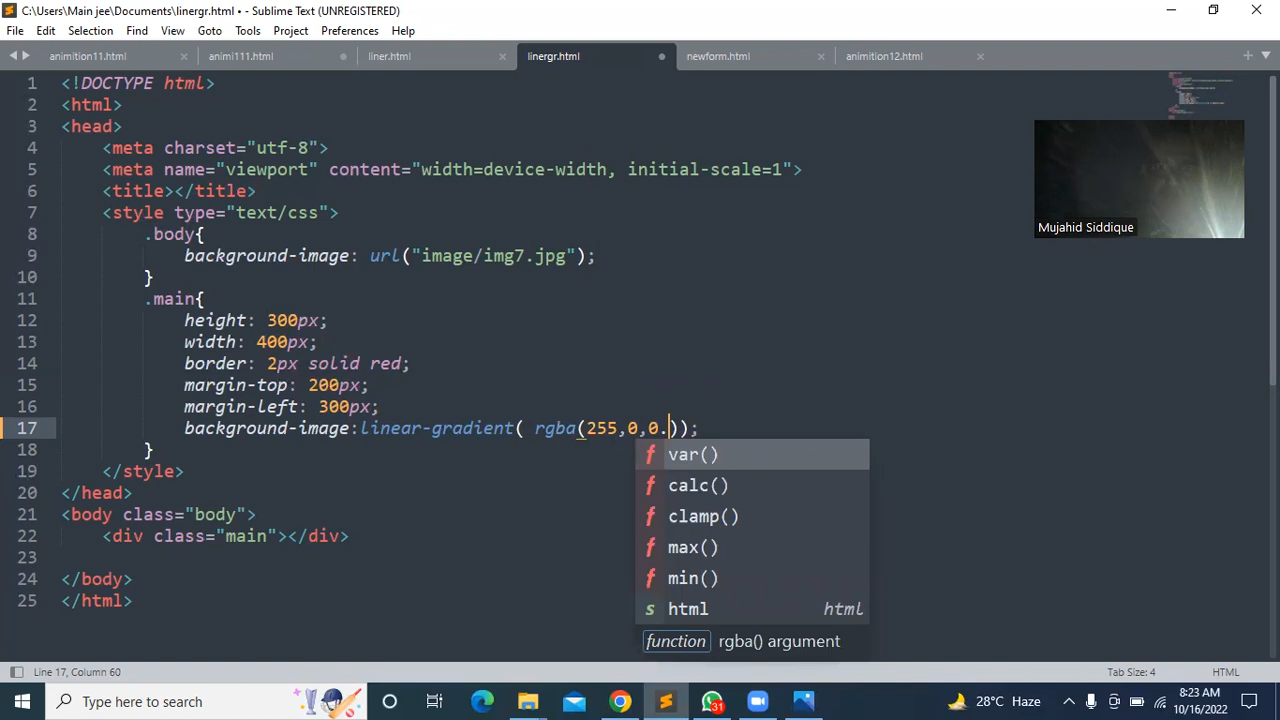 C:\Users\Main jee\Documents\linergr.html • - Sublime Text (UNREGISTERED)
File Edit Selection Find View Goto Tools Project Preferences Help
animition11.html animi111.html liner.html linergr.html newform.html animition12.html
1 <!DOCTYPE html>
2 <html>
3 <head>
4 <meta charset="utf-8">
5 <meta name="viewport" content="width=device-width, initial-scale=1">
6 <title></title>
7 <style type="text/css">
8 .body{
9 background-image: url("image/img7.jpg");
10 }
11 .main{
12 height: 300px;
13 width: 400px;
14 border: 2px solid red;
15 margin-top: 200px;
16 margin-left: 300px;
17 background-image:linear-gradient( rgba(255,0,0.));
18 }
19 </style>
20 </head>
21 <body class="body">
22 <div class="main"></div>
23
24 </body>
25 </html>
f var()
f calc()
f clamp()
f max()
f min()
s html html
function rgba() argument
Mujahid Siddique
Line 17, Column 60 Tab Size: 4 HTML
Type here to search 31 28°C Haze 8:23 AM
10/16/2022